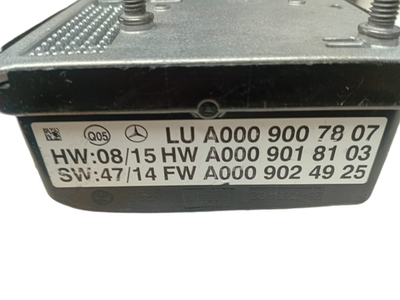 Q05 LU A000 900 78 07
HW:08/15 HW A000 901 81 03
SW:47/14 FW A000 902 49 25